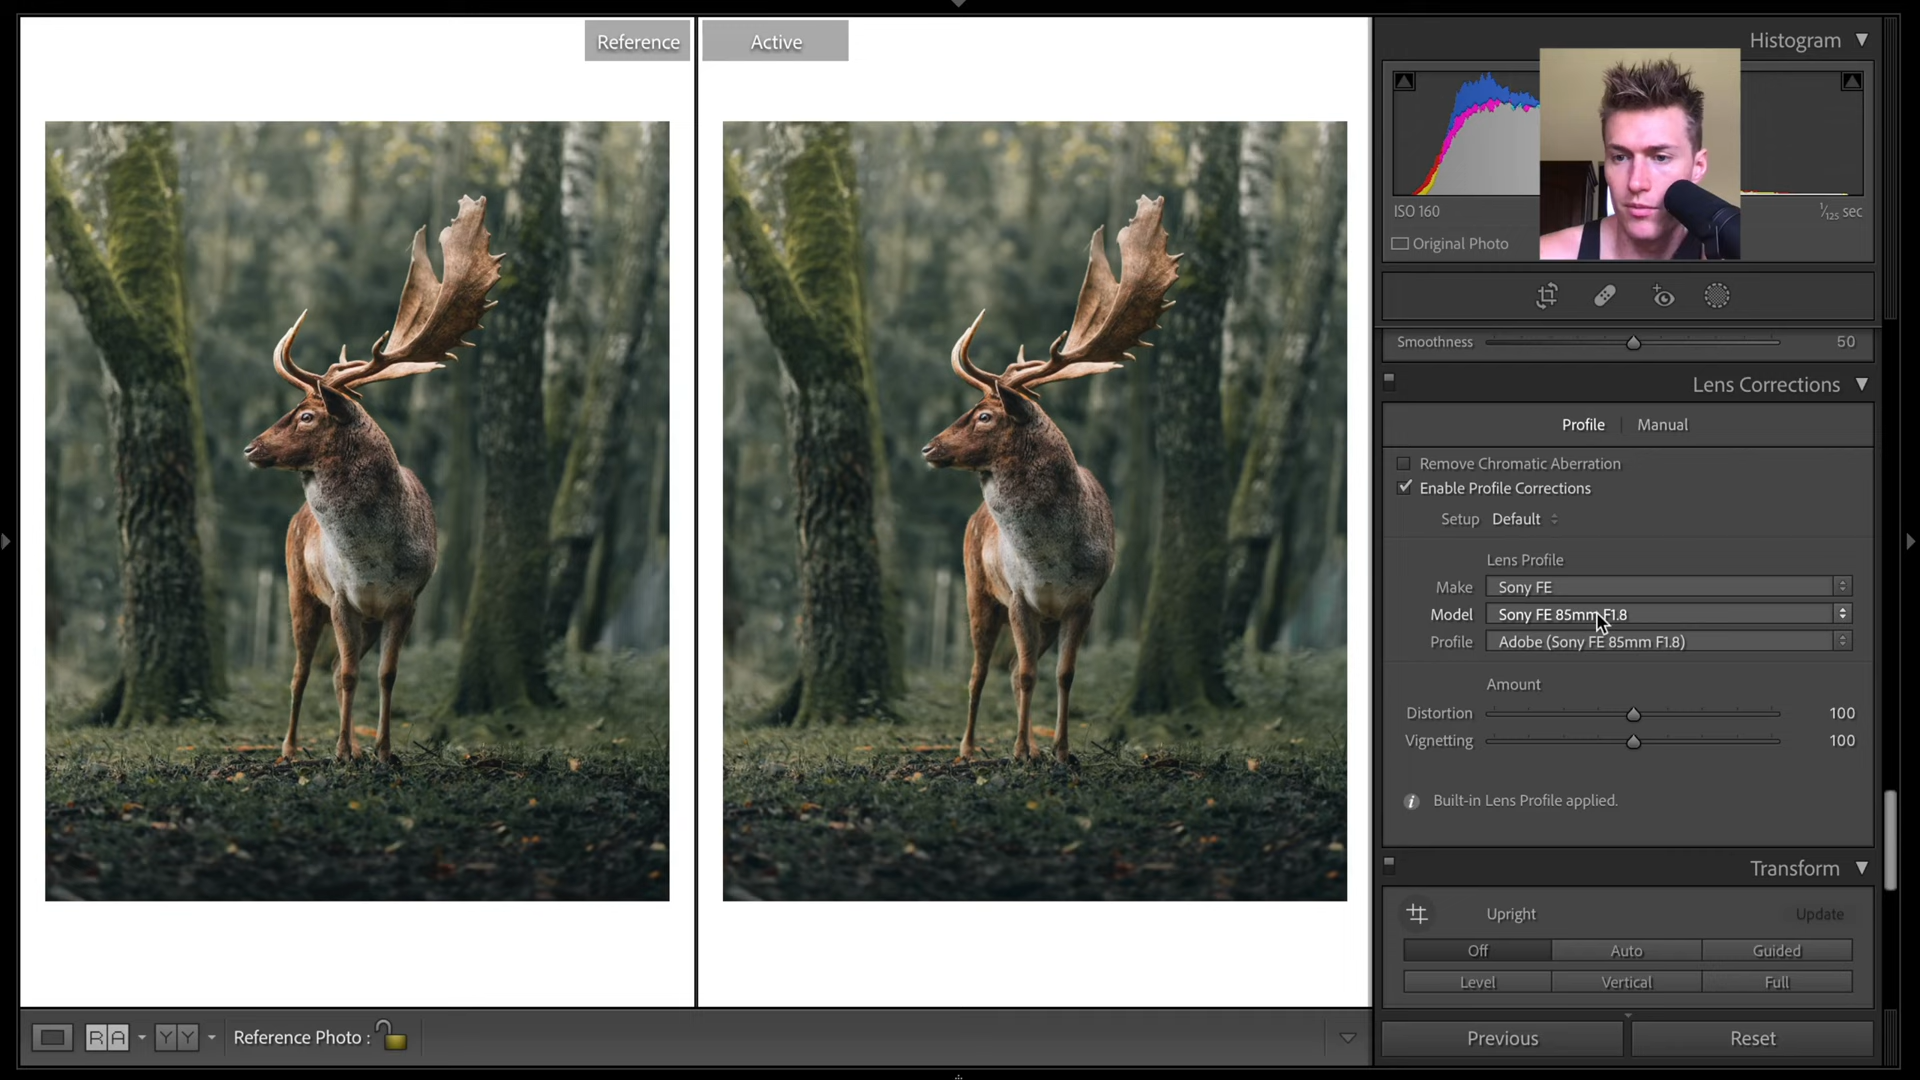 Reference
Active
Histogram
ISO 160
1/125 sec
Original Photo
Smoothness 50
Lens Corrections
Profile Manual
Remove Chromatic Aberration
Enable Profile Corrections
Setup Default
Lens Profile
Make Sony FE
Model Sony FE 85mm F1.8
Profile Adobe (Sony FE 85mm F1.8)
Amount
Distortion 100
Vignetting 100
i Built-in Lens Profile applied.
Transform
Upright Update
Off Auto Guided
Level Vertical Full
RA YY Reference Photo :
Previous Reset